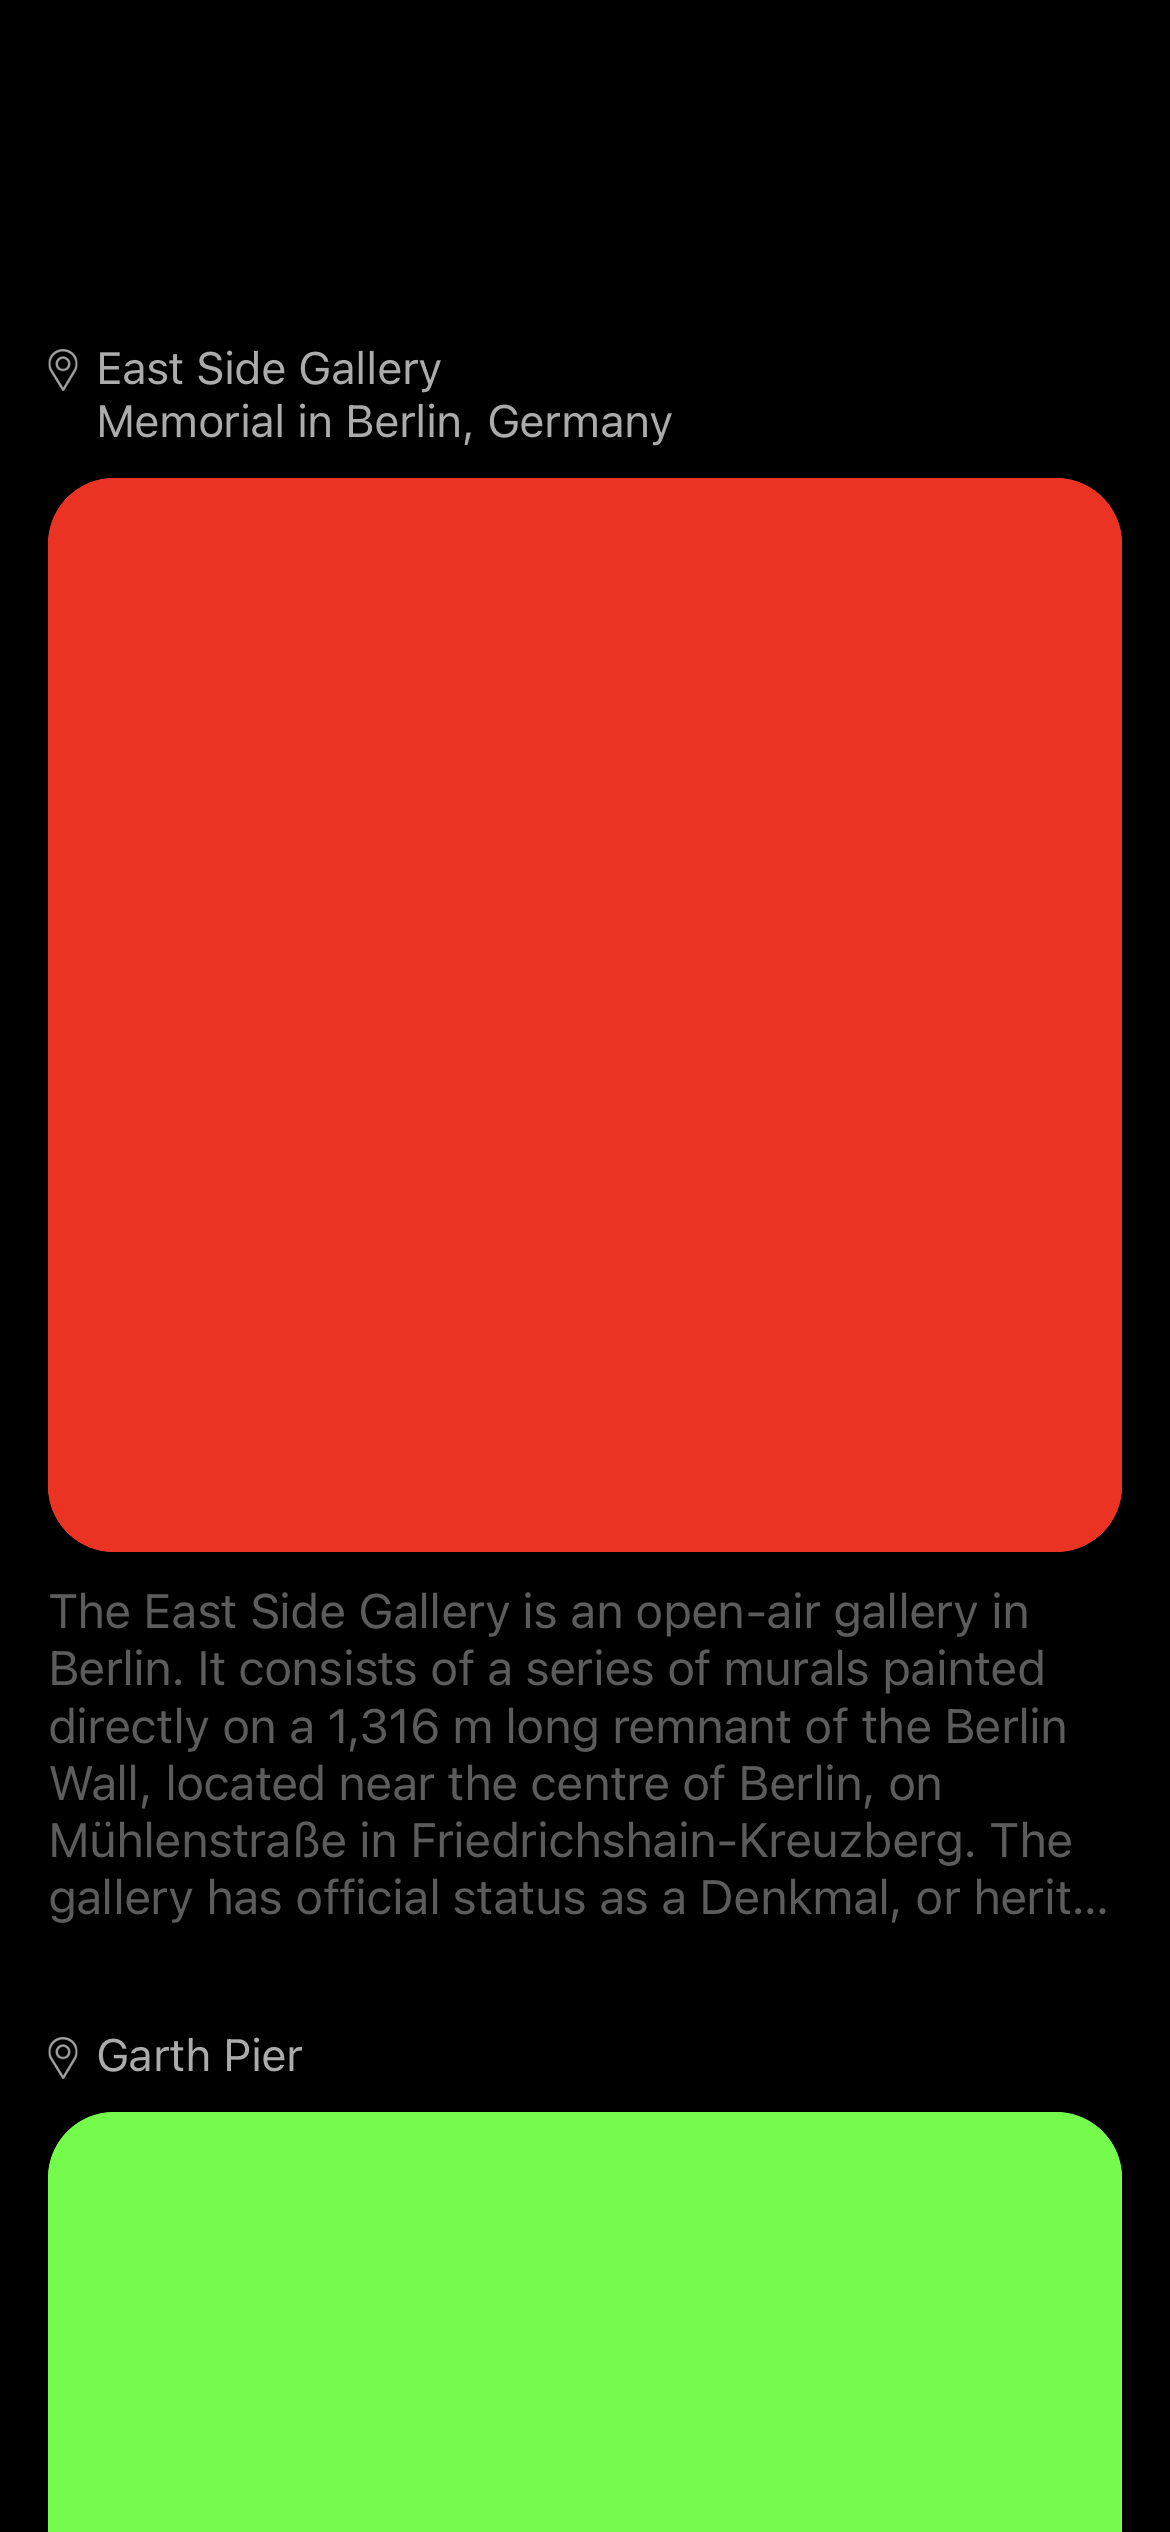 East Side Gallery
Memorial in Berlin, Germany
The East Side Gallery is an open-air gallery in
Berlin. It consists of a series of murals painted
directly on a 1,316 m long remnant of the Berlin
Wall, located near the centre of Berlin, on
Mühlenstraße in Friedrichshain-Kreuzberg. The
gallery has official status as a Denkmal, or herit...
Garth Pier